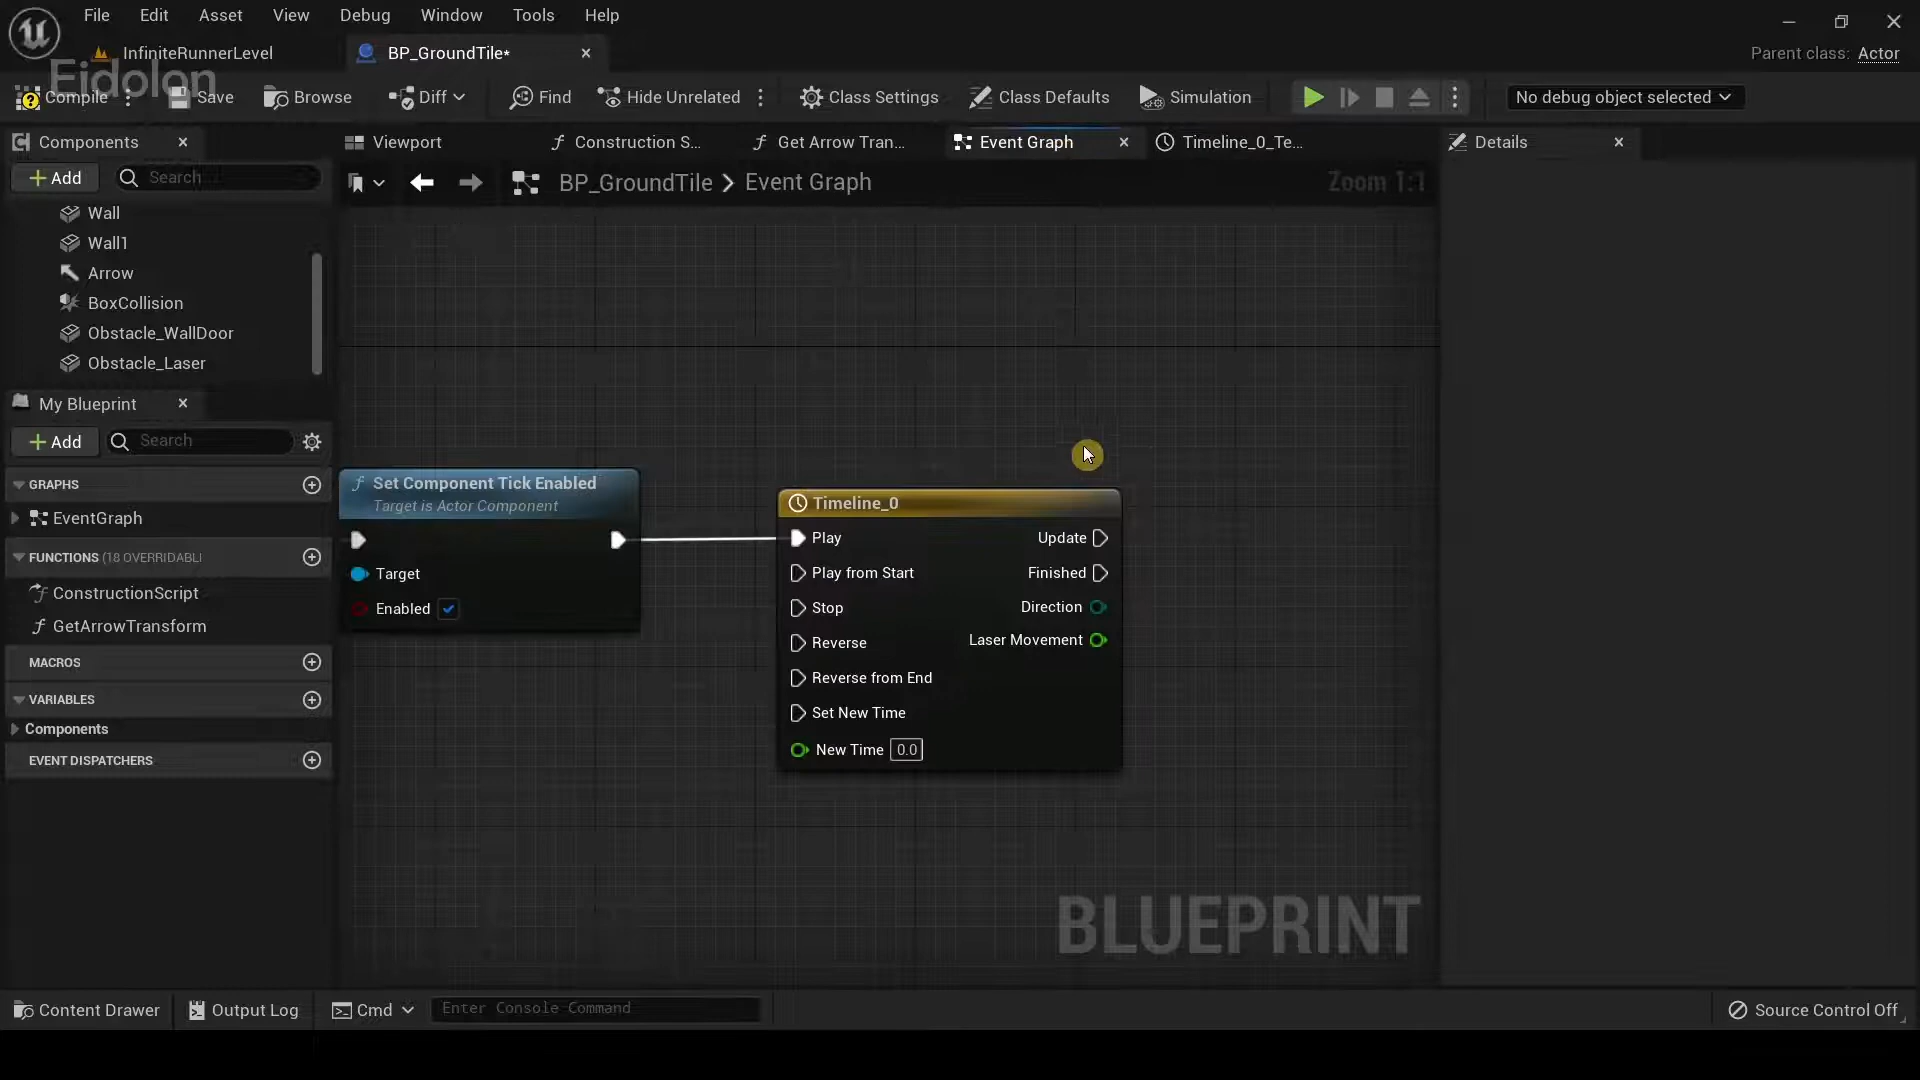 File Edit Asset View Debug Window Tools Help
InfiniteRunnerLevel
BP_GroundTile*
Parent class: Actor
Eidolon
Compile
Save
Browse
Diff
Find
Hide Unrelated
Class Settings
Class Defaults
Simulation
No debug object selected
Components
Viewport
Construction S...
Get Arrow Tran...
Event Graph
Timeline_0_Te...
Details
Add
Search
BP_GroundTile > Event Graph
Zoom 1:1
Wall
Wall1
Arrow
BoxCollision
Obstacle_WallDoor
Obstacle_Laser
My Blueprint
Add
Search
GRAPHS
EventGraph
FUNCTIONS (18 OVERRIDABLI
ConstructionScript
GetArrowTransform
MACROS
VARIABLES
Components
EVENT DISPATCHERS
Set Component Tick Enabled
Target is Actor Component
Target
Enabled
Timeline_0
Play
Update
Play from Start
Finished
Stop
Direction
Reverse
Laser Movement
Reverse from End
Set New Time
New Time 0.0
BLUEPRINT
Content Drawer
Output Log
Cmd
Enter Console Command
Source Control Off